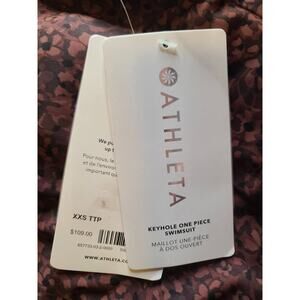 We pu
up t
Pour nous, le
et de l'enviro
important qu
XXS TTP
$109.00
WWW.ATHLETA.CO
ATHLETA
KEYHOLE ONE PIECE
SWIMSUIT
MAILLOT UNE-PIÈCE
À DOS OUVERT